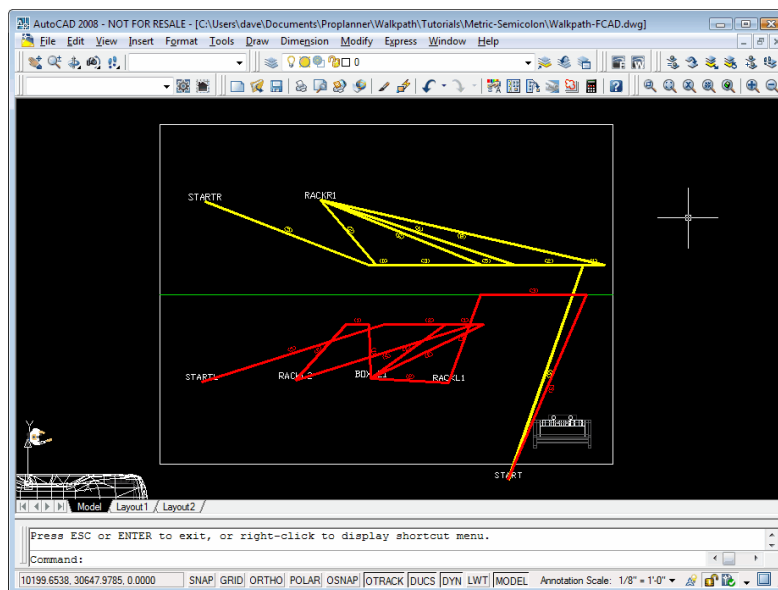 AutoCAD 2008 - NOT FOR RESALE - [C:\Users\dave\Documents\Proplanner\Walkpath\Tutorials\Metric-Semicolon\Walkpath-FCAD.dwg]
File Edit View Insert Format Tools Draw Dimension Modify Express Window Help
0
STARTR
RACKR1
STARTL
RACKL2
RACKL1
START
Model Layout1 Layout2
Press ESC or ENTER to exit, or right-click to display shortcut menu.
Command:
10199.6538, 30647.9785, 0.0000 SNAP GRID ORTHO POLAR OSNAP OTRACK DUCS DYN LWT MODEL Annotation Scale: 1/8" = 1'-0"